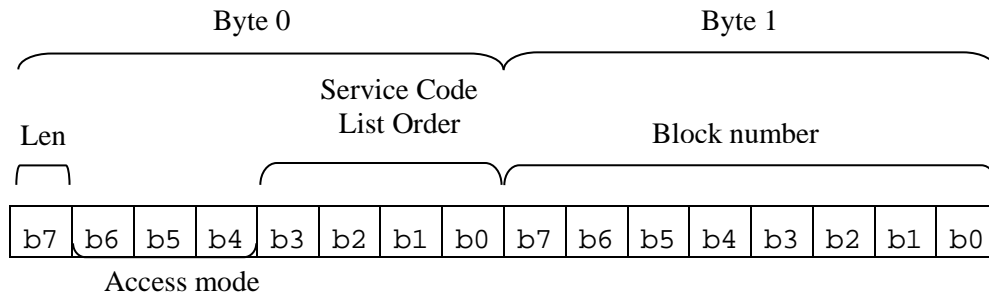 Byte 0 Byte 1
Service Code
List Order
Len Block number
b7 b6 b5 b4 b3 b2 b1 b0 b7 b6 b5 b4 b3 b2 b1 b0
Access mode